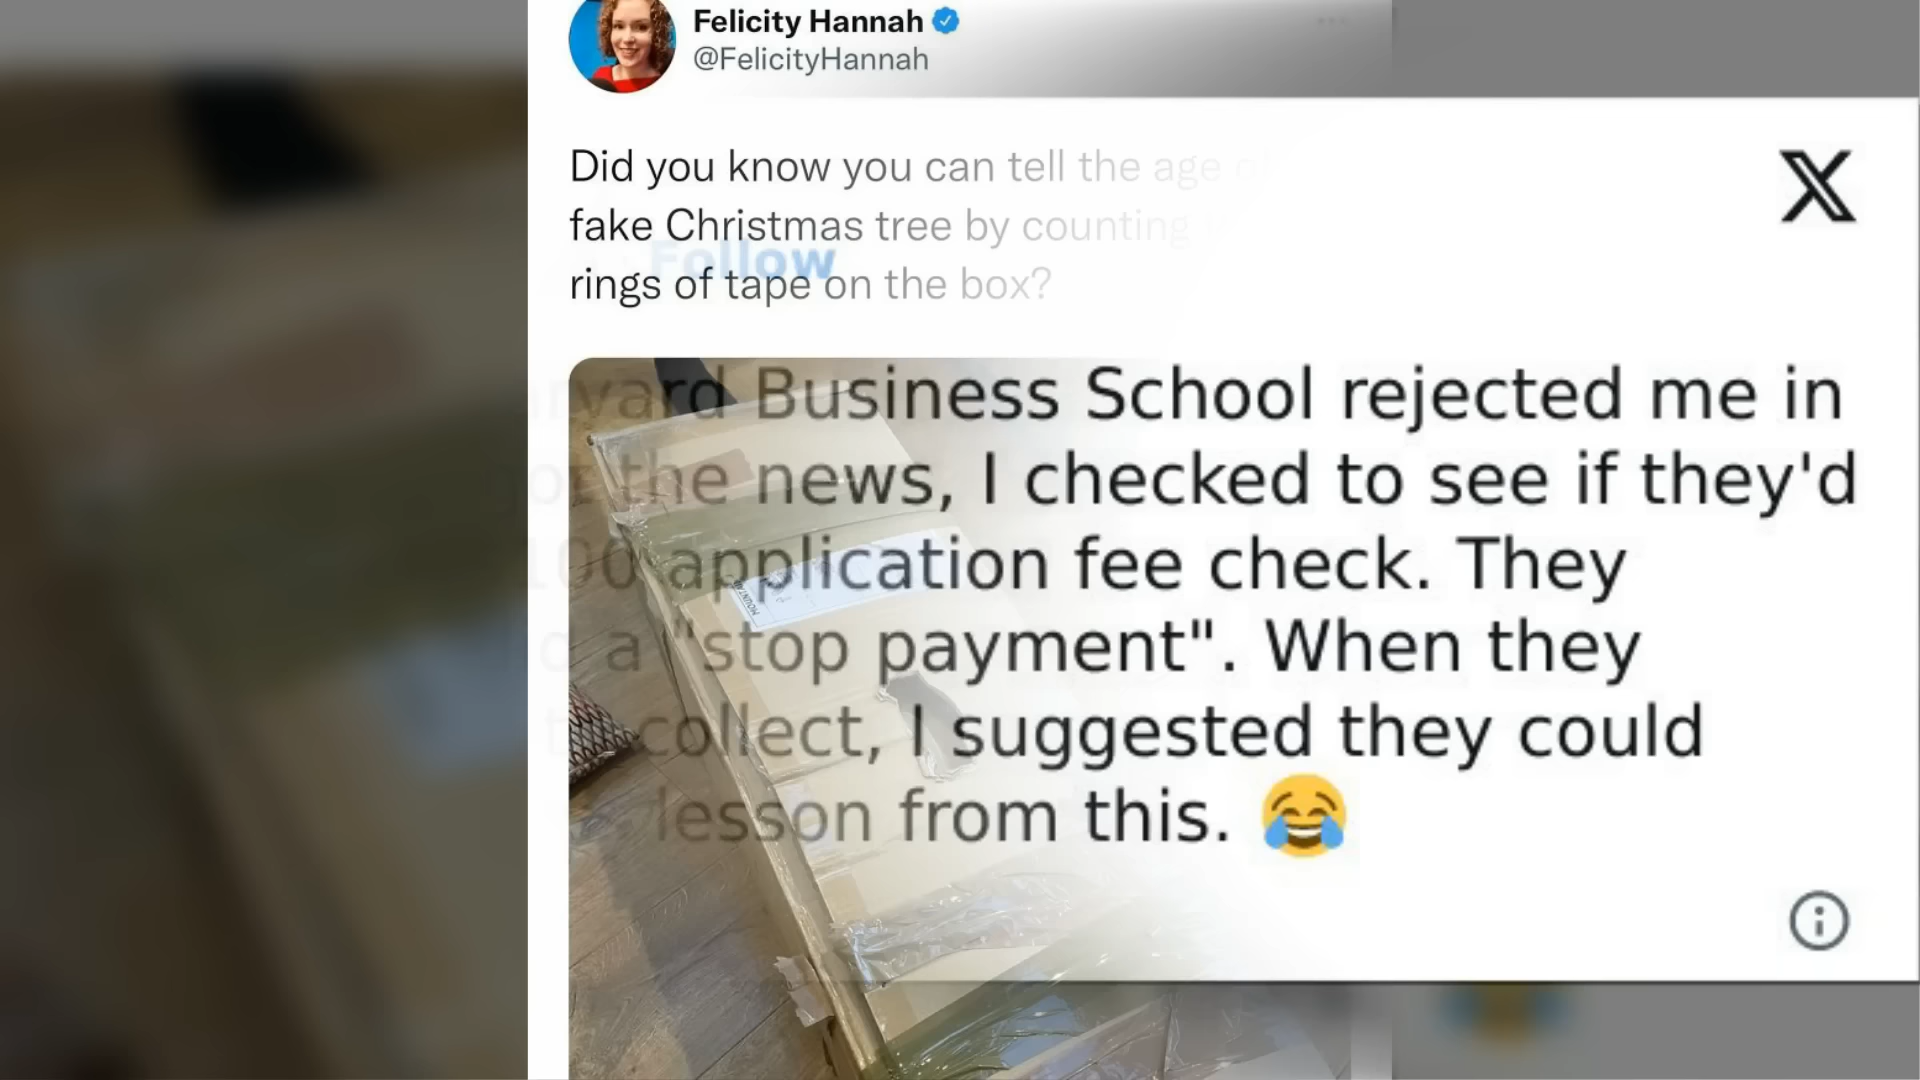 Felicity Hannah
@FelicityHannah
Did you know you can tell the age of
fake Christmas tree by counting
rings of tape on the box?
Follow
Business School rejected me in
the news, I checked to see if they'd
100 application fee check. They
a "stop payment". When they
collect, I suggested they could
lesson from this. 😂